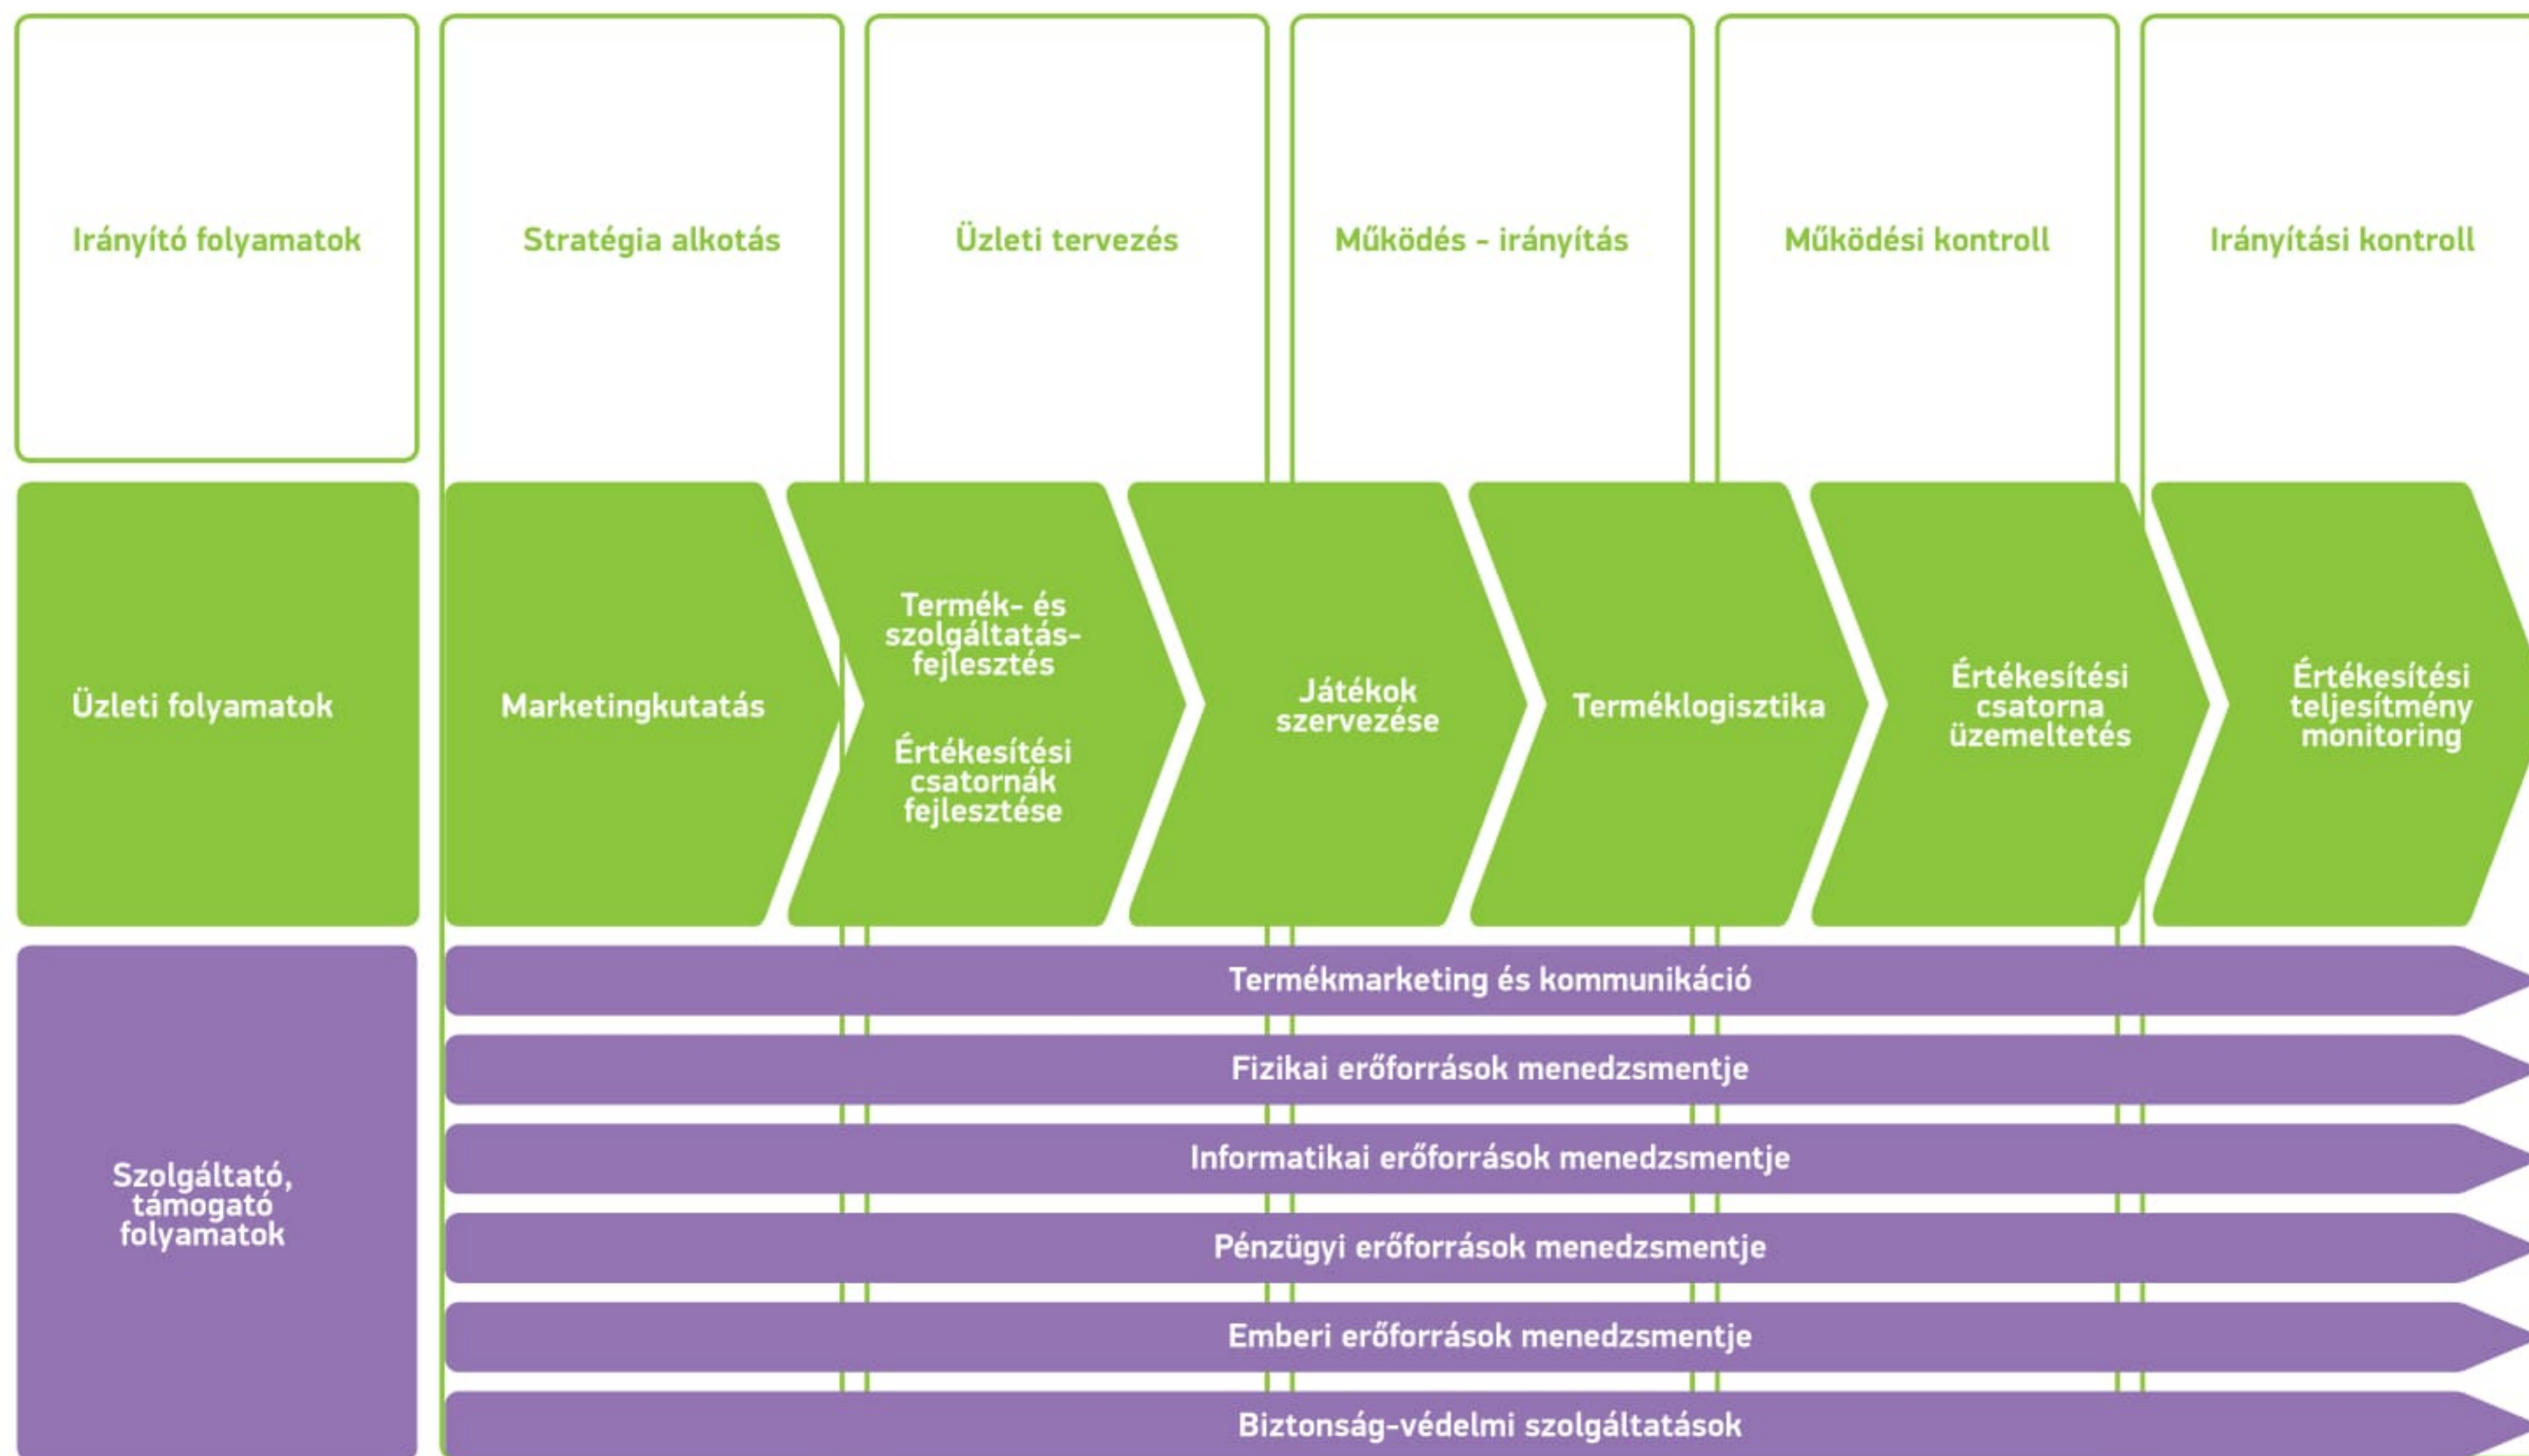 Irányító folyamatok
Stratégia alkotás
Üzleti tervezés
Működés - irányítás
Működési kontroll
Irányítási kontroll
Üzleti folyamatok
Marketingkutatás
Termék- és
szolgáltatás-
fejlesztés
Értékesítési
csatornák
fejlesztése
Játékok
szervezése
Terméklogisztika
Értékesítési
csatorna
üzemeltetés
Értékesítési
teljesítmény
monitoring
Szolgáltató,
támogató
folyamatok
Termékmarketing és kommunikáció
Fizikai erőforrások menedzsmentje
Informatikai erőforrások menedzsmentje
Pénzügyi erőforrások menedzsmentje
Emberi erőforrások menedzsmentje
Biztonság-védelmi szolgáltatások